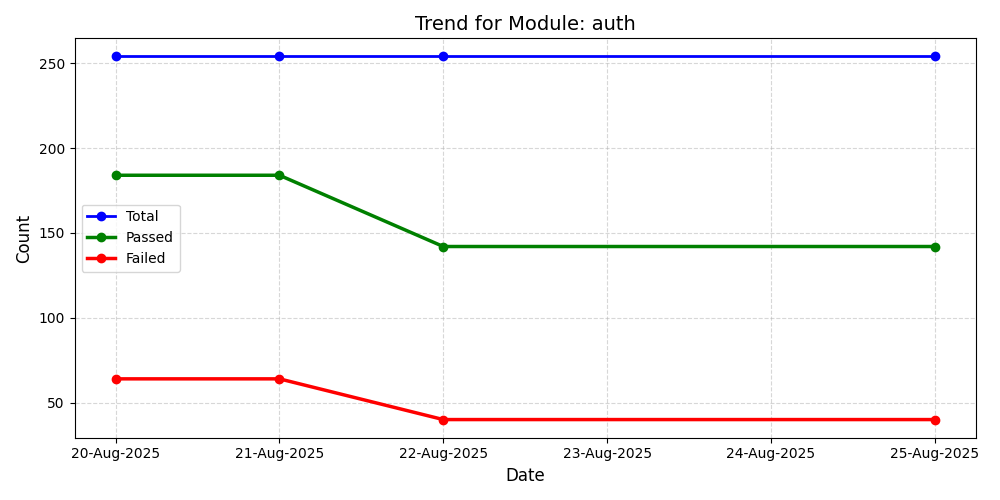 Trend for Module: auth
Count
250
200
150
100
50
Total
Passed
Failed
20-Aug-2025
21-Aug-2025
22-Aug-2025
23-Aug-2025
24-Aug-2025
25-Aug-2025
Date